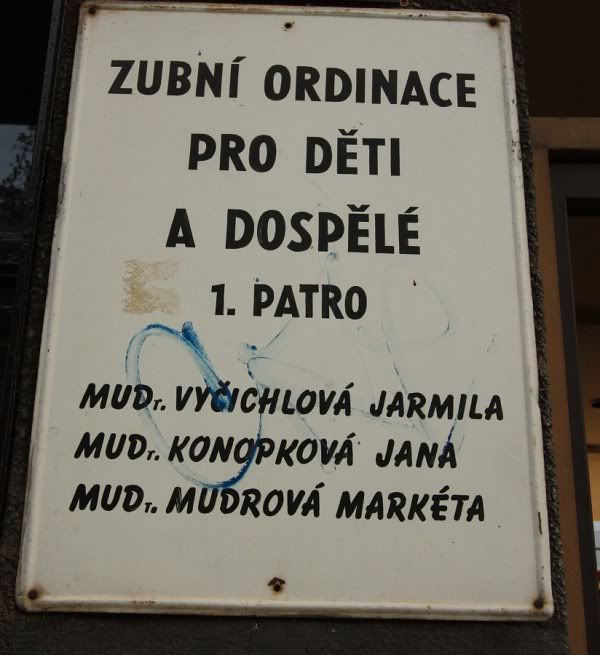 ZUBNÍ ORDINACE
PRO DĚTI
A DOSPĚLÉ
1. PATRO
MUDr. VYČICHLOVÁ JARMILA
MUDr. KONOPKOVÁ JANA
MUDr. MUDROVÁ MARKÉTA